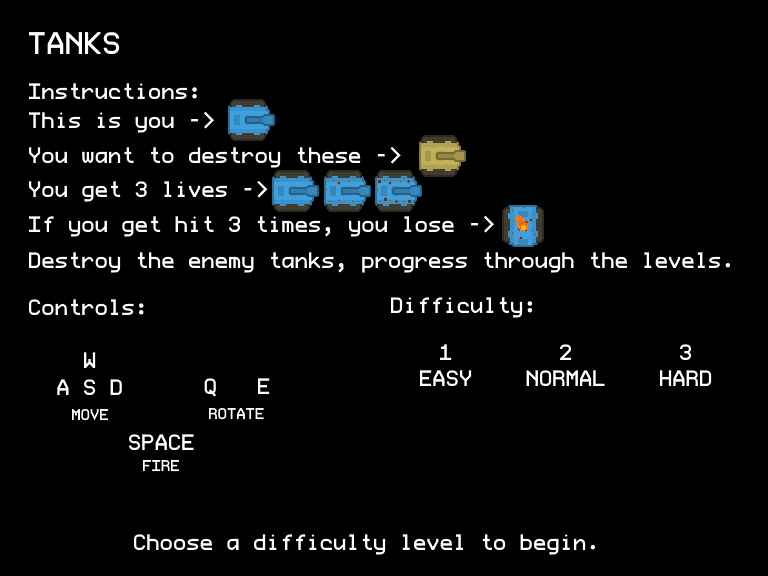 TANKS
Instructions:
This is you ->
You want to destroy these ->
You get 3 lives ->
If you get hit 3 times, you lose ->
Destroy the enemy tanks, progress through the levels.
Controls:
W
A S D
MOVE
Q E
ROTATE
SPACE
FIRE
Difficulty:
1 2 3
EASY NORMAL HARD
Choose a difficulty level to begin.